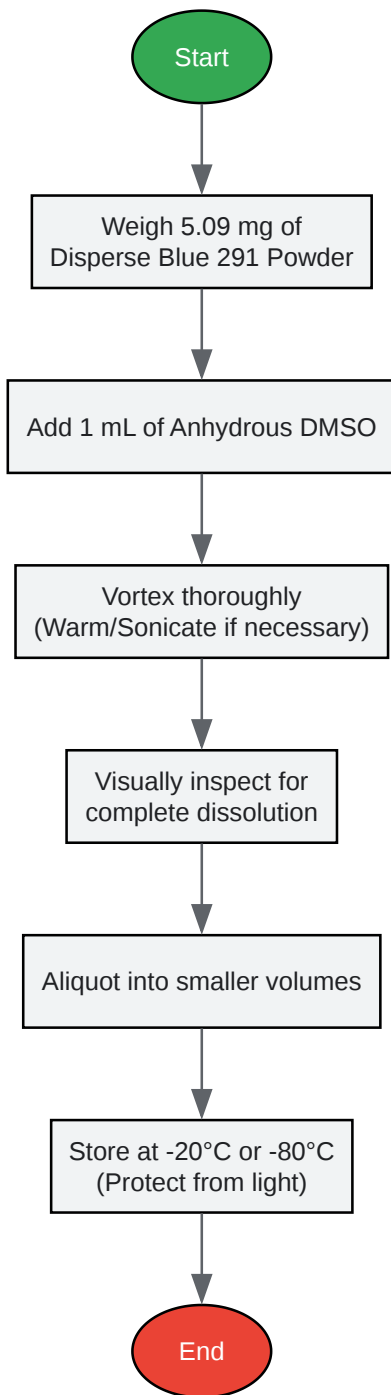 Start
Weigh 5.09 mg of
Disperse Blue 291 Powder
Add 1 mL of Anhydrous DMSO
Vortex thoroughly
(Warm/Sonicate if necessary)
Visually inspect for
complete dissolution
Aliquot into smaller volumes
Store at -20°C or -80°C
(Protect from light)
End